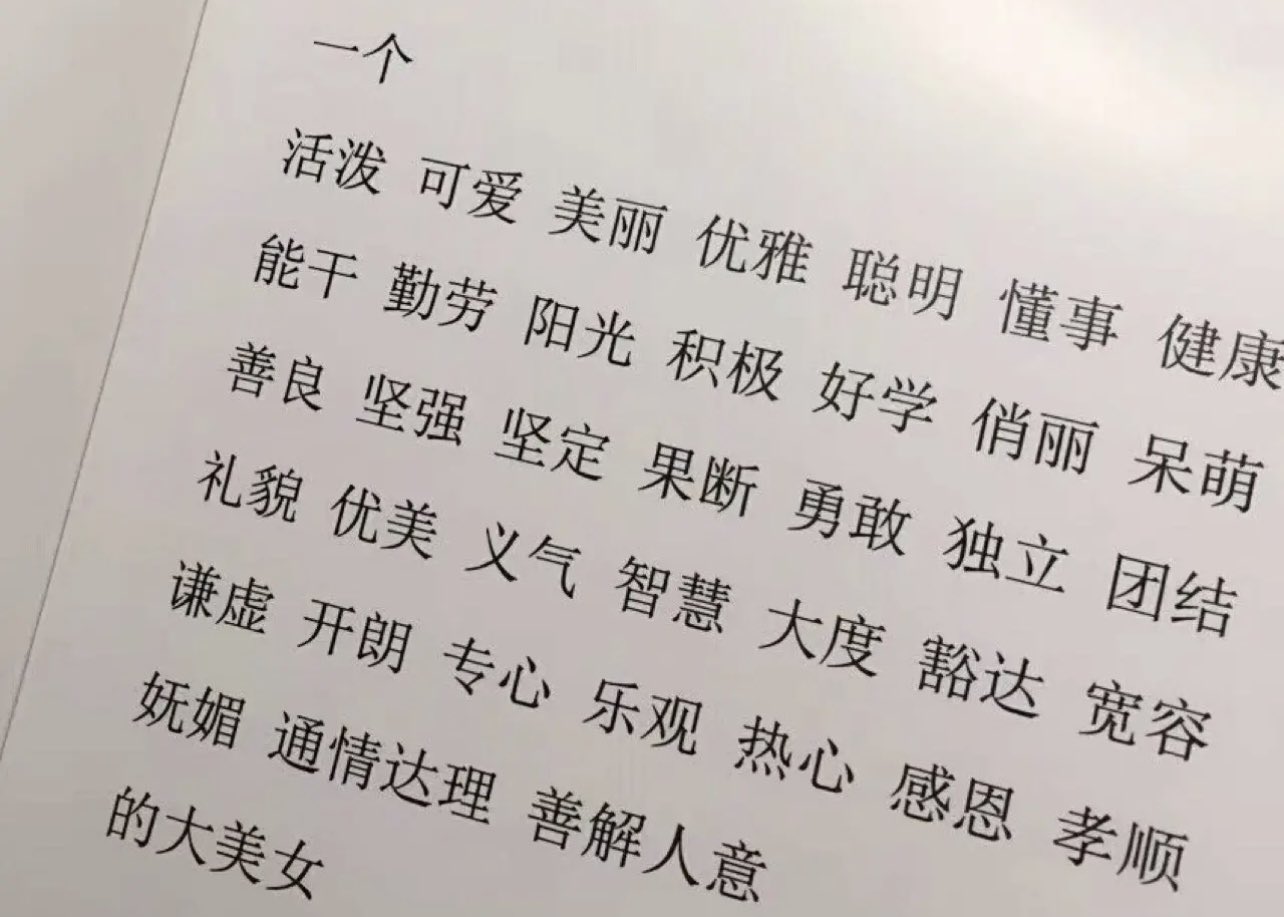 一个
活泼 可爱 美丽 优雅 聪明 懂事 健康
能干 勤劳 阳光 积极 好学 俏丽 呆萌
善良 坚强 坚定 果断 勇敢 独立 团结
礼貌 优美 义气 智慧 大度 豁达 宽容
谦虚 开朗 专心 乐观 热心 感恩 孝顺
妩媚 通情达理 善解人意
的大美女